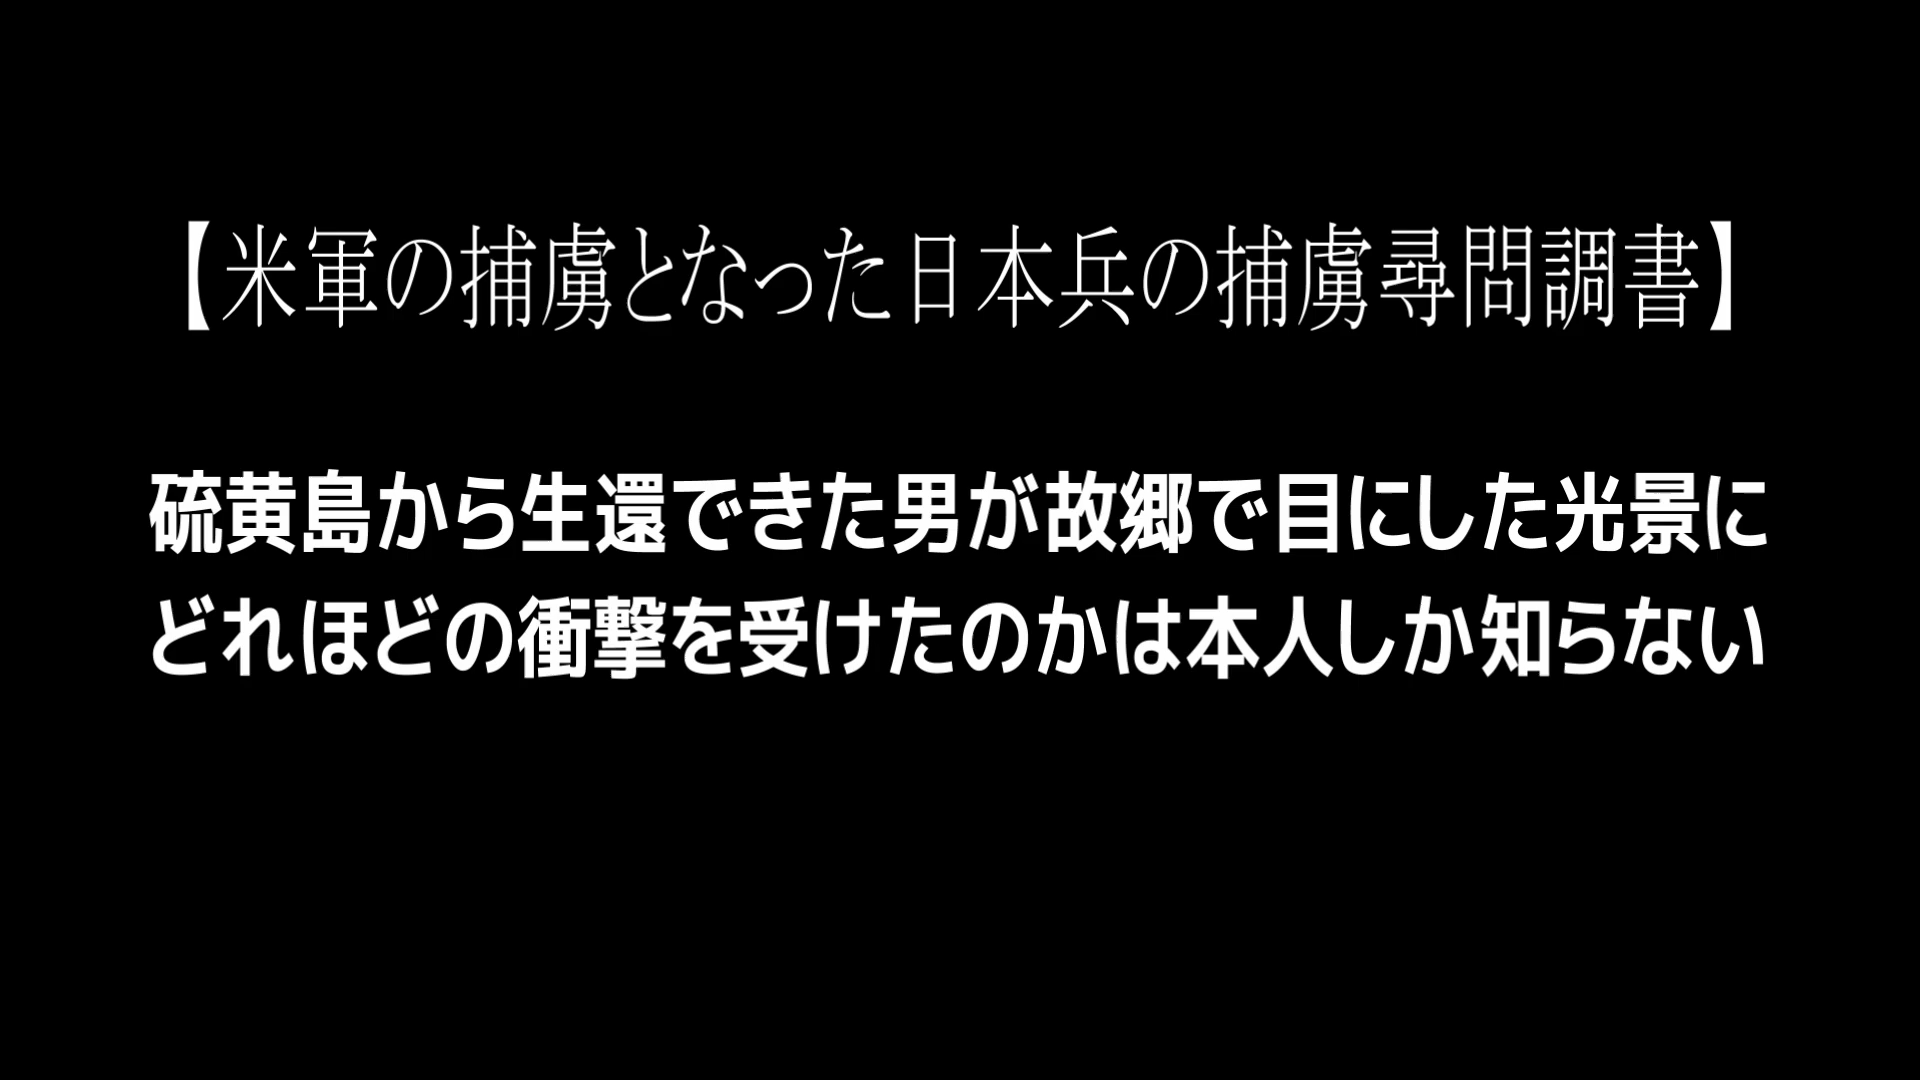 【米軍の捕虜となった日本兵の捕虜尋問調書】
硫黄島から生還できた男が故郷で目にした光景に
どれほどの衝撃を受けたのかは本人しか知らない